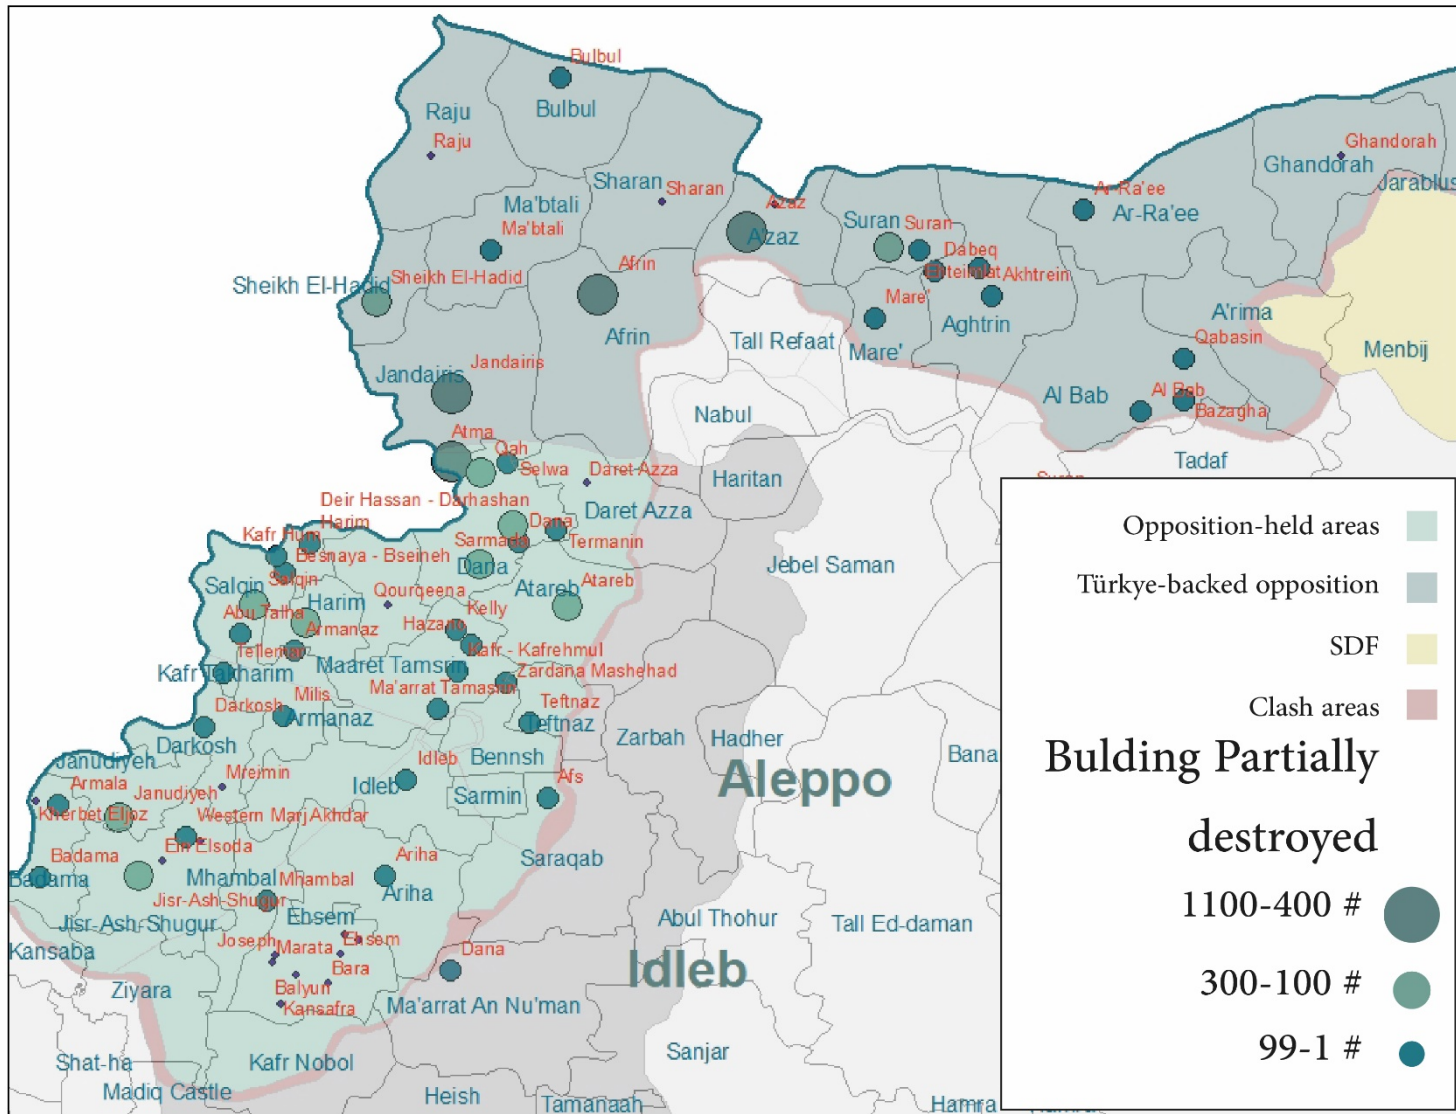 Bulbul
Bulbul
Raju
Raju
Ghandorah
Ghandorah
Jarablus
Sharan
Sharan
Ma'btali
Ma'btali
Azaz
A'zaz
Ar-Ra'ee
Ar-Ra'ee
Suran
Suran
Dabeq
Ehteimlat
Akhtrein
Afrin
Afrin
Sheikh El-Hadid
Sheikh El-Hadid
Mare'
Mare'
Aghtrin
A'rima
Qabasin
Menbij
Tall Refaat
Jandairis
Jandairis
Al Bab
Al Bab
Bazagha
Nabul
Tadaf
Atma
Qah
Selwa
Daret Azza
Daret Azza
Haritan
Deir Hassan - Darhashan
Harim
Kafr Hum
Besnaya - Bseineh
Sarmada
Dana
Dana
Termanin
Jebel Saman
Salqin
Salqin
Harim
Qourqeena
Atareb
Atareb
Abu Talha
Armanaz
Hazano
Kelly
Tellemar
Kafr - Kafrehmul
Kafr Takharim
Maaret Tamsrin
Zardana Mashehad
Ma'arrat Tamasrin
Darkosh
Milis
Armanaz
Teftnaz
Teftnaz
Darkosh
Zarbah
Hadher
Bana
Janudiyeh
Bennsh
Idleb
Idleb
Sarmin
Afs
Aleppo
Armala
Janudiyeh
Mreimin
Kherbet Eljoz
Western Marj Akhdar
Ein Elsoda
Saraqab
Badama
Badama
Mhambal
Mhambal
Ariha
Ariha
Jisr-Ash-Shugur
Jisr-Ash-Shugur
Ehsem
Ehsem
Abul Thohur
Tall Ed-daman
Kansaba
Joseph
Marata
Bara
Dana
Idleb
Ziyara
Balyun
Kansafra
Ma'arrat An Nu'man
Shat-ha
Kafr Nobol
Sanjar
Madiq Castle
Heish
Tamanaah
Hamra
Opposition-held areas
Türkye-backed opposition
SDF
Clash areas
Bulding Partially
destroyed
1100-400 #
300-100 #
99-1 #